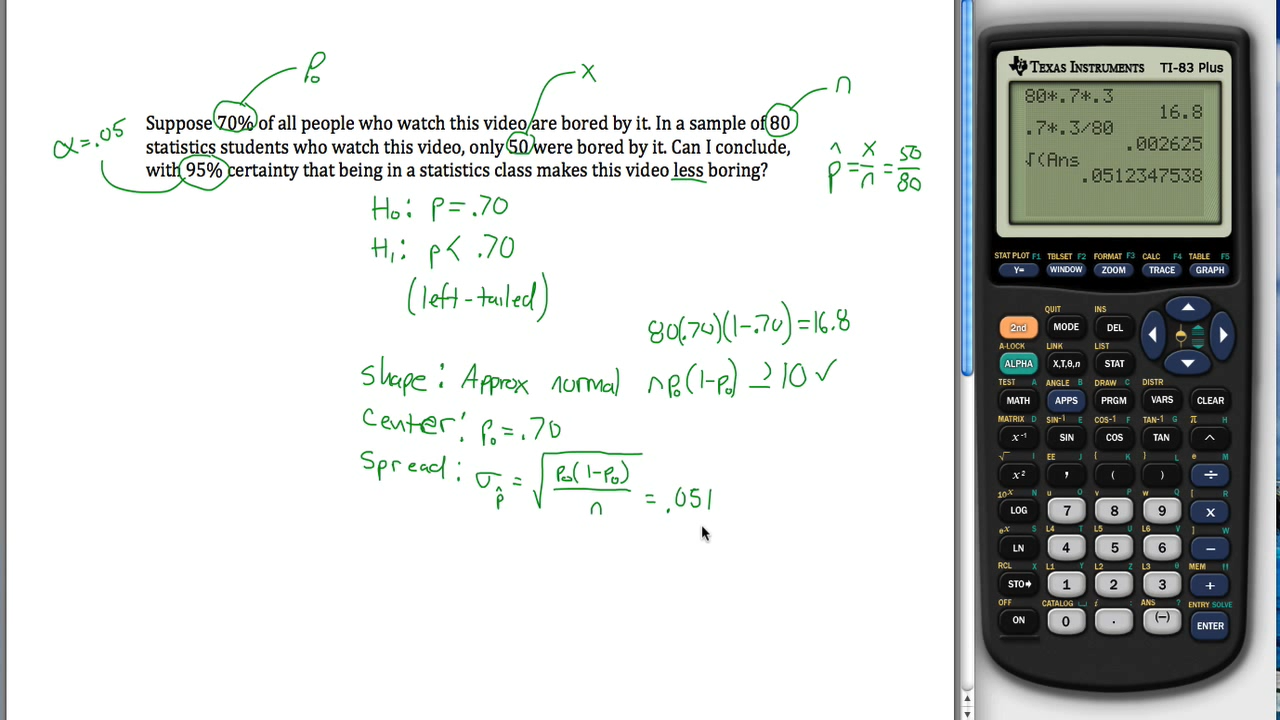 p₀
x
n
α=.05
Suppose 70% of all people who watch this video are bored by it. In a sample of 80
statistics students who watch this video, only 50 were bored by it. Can I conclude,
with 95% certainty that being in a statistics class makes this video less boring?
p̂ = x/n = 50/80
H₀: p = .70
H₁: p < .70
(left-tailed)
80(.70)(1-.70)=16.8
Shape: Approx normal np₀(1-p₀) ≥ 10 ✓
Center: p₀ = .70
Spread: σp̂ = √(p₀(1-p₀)/n) = .051
TEXAS INSTRUMENTS TI-83 Plus
80*.7*.3
16.8
.7*.3/80
.002625
√(Ans
.0512347538
STAT PLOT F1 TBLSET F2 FORMAT F3 CALC F4 TABLE F5
Y= WINDOW ZOOM TRACE GRAPH
QUIT INS
2nd MODE DEL
A-LOCK LINK LIST
ALPHA X,T,θ,n STAT
TEST A ANGLE B DRAW C DISTR
MATH APPS PRGM VARS CLEAR
MATRIX D SIN⁻¹ E COS⁻¹ F TAN⁻¹ G π H
x⁻¹ SIN COS TAN ^
√ I EE J { K } L e M
x² , ( ) ÷
10ˣ N u O v P w Q [ R
LOG 7 8 9 x
eˣ S L4 T L5 U L6 V ] W
LN 4 5 6 −
RCL X L1 Y L2 Z L3 θ MEM "
STO→ 1 2 3 +
OFF CATALOG i : ANS ? ENTRY SOLVE
ON 0 . (−) ENTER